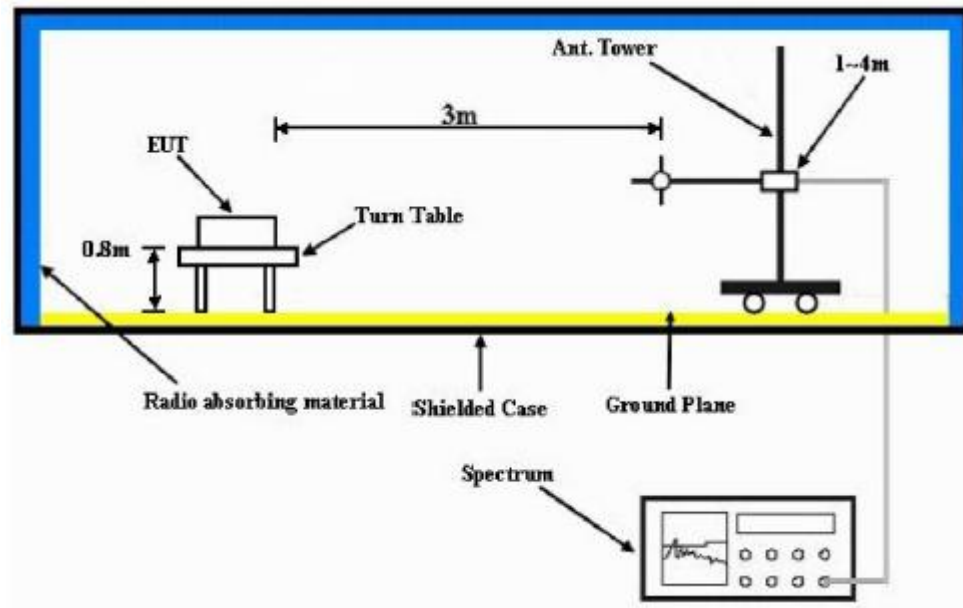 Ant. Tower
1~4m
3m
EUT
Turn Table
0.8m
Radio absorbing material
Shielded Case
Ground Plane
Spectrum